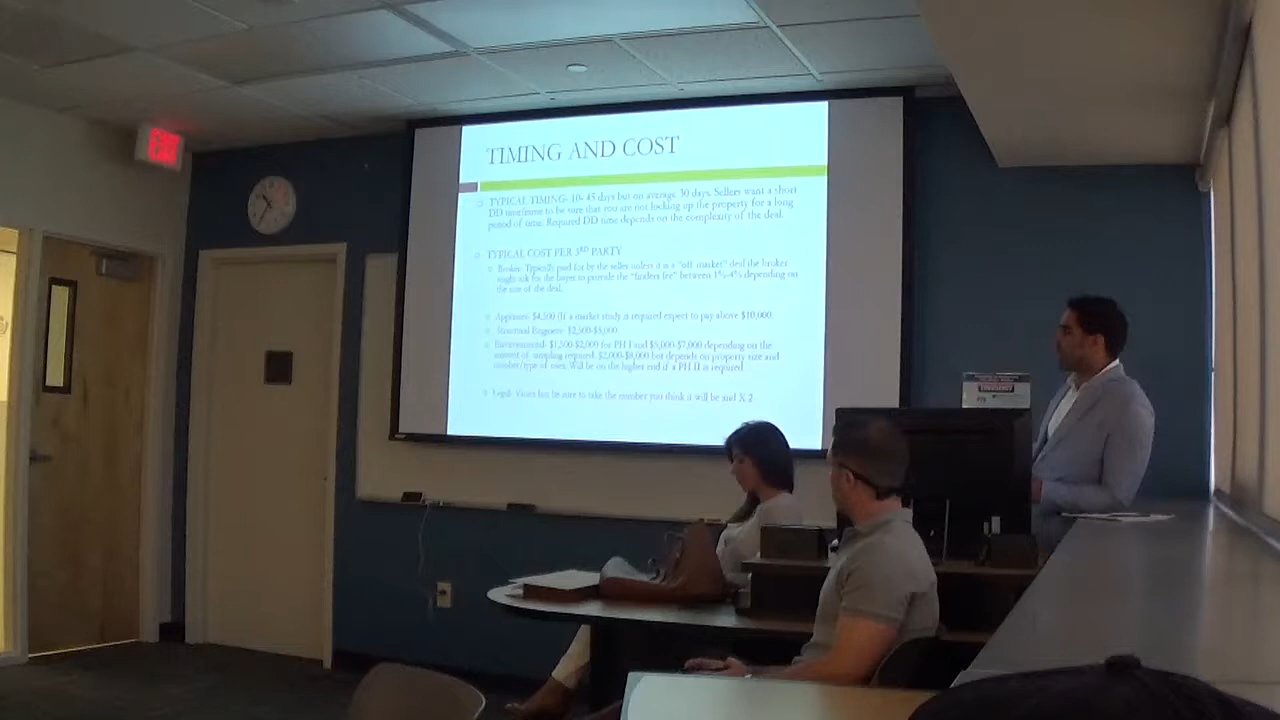 EXIT
TIMING AND COST
TYPICAL TIMING- 10- 45 days but on average 30 days. Sellers want a short
DD timeframe to be sure that you are not locking up the property for a long
period of time. Required DD time depends on the complexity of the deal.
TYPICAL COST PER 3RD PARTY
Broker- Typically paid for by the seller unless it is a "off market" deal the broker
might ask for the buyer to provide the "finders fee" between 1%-4% depending on
the size of the deal.
Appraiser- $4,500 (If a market study is required expect to pay above $10,000.
Structural Engineer- $2,500-$5,000
Environmental- $1,500-$2,000 for PH I and $5,000-$7,000 depending on the
amount of sampling required. $2,000-$8,000 but depends on property size and
number/type of uses. Will be on the higher end if a PH II is required
Legal- Varies but be sure to take the number you think it will be and X 2
EMERGENCY